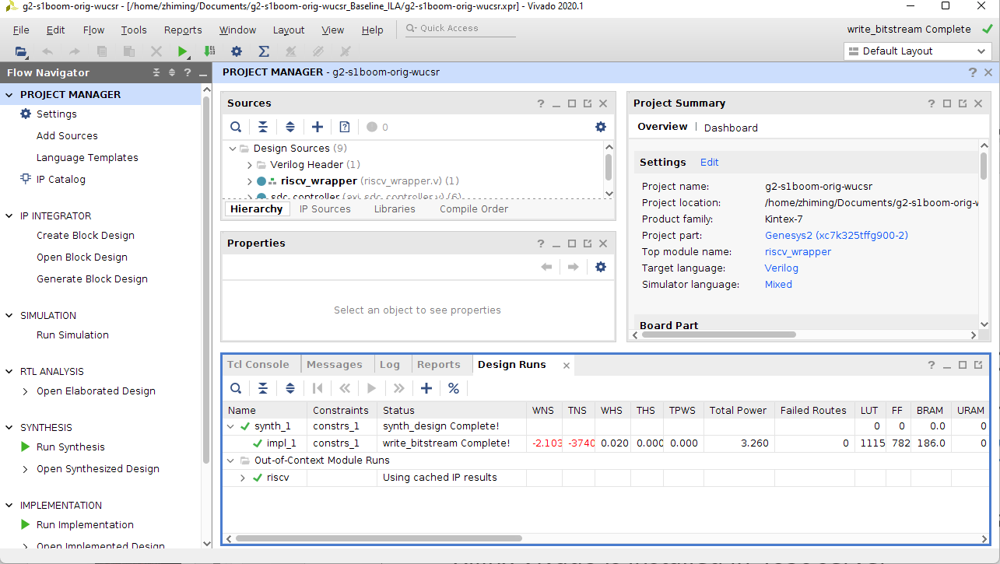 g2-s1boom-orig-wucsr - [/home/zhiming/Documents/g2-s1boom-orig-wucsr_Baseline_ILA/g2-s1boom-orig-wucsr.xpr] - Vivado 2020.1
File Edit Flow Tools Reports Window Layout View Help Quick Access write_bitstream Complete
Default Layout
Flow Navigator
PROJECT MANAGER - g2-s1boom-orig-wucsr
PROJECT MANAGER
Settings
Add Sources
Language Templates
IP Catalog
IP INTEGRATOR
Create Block Design
Open Block Design
Generate Block Design
SIMULATION
Run Simulation
RTL ANALYSIS
Open Elaborated Design
SYNTHESIS
Run Synthesis
Open Synthesized Design
IMPLEMENTATION
Run Implementation
Open Implemented Design
Sources
0
Design Sources (9)
Verilog Header (1)
riscv_wrapper (riscv_wrapper.v) (1)
sdc_controller (axi_sdc_controller.v) (6)
Hierarchy IP Sources Libraries Compile Order
Properties
Select an object to see properties
Project Summary
Overview | Dashboard
Settings Edit
Project name: g2-s1boom-orig-wucsr
Project location: /home/zhiming/Documents/g2-s1boom-orig-w
Product family: Kintex-7
Project part: Genesys2 (xc7k325tffg900-2)
Top module name: riscv_wrapper
Target language: Verilog
Simulator language: Mixed
Board Part
Tcl Console Messages Log Reports Design Runs
Name Constraints Status WNS TNS WHS THS TPWS Total Power Failed Routes LUT FF BRAM URAM
synth_1 constrs_1 synth_design Complete! 0 0 0.0 0
impl_1 constrs_1 write_bitstream Complete! -2.103 -3740 0.020 0.000 0.000 3.260 0 1115 782 186.0 0
Out-of-Context Module Runs
riscv Using cached IP results